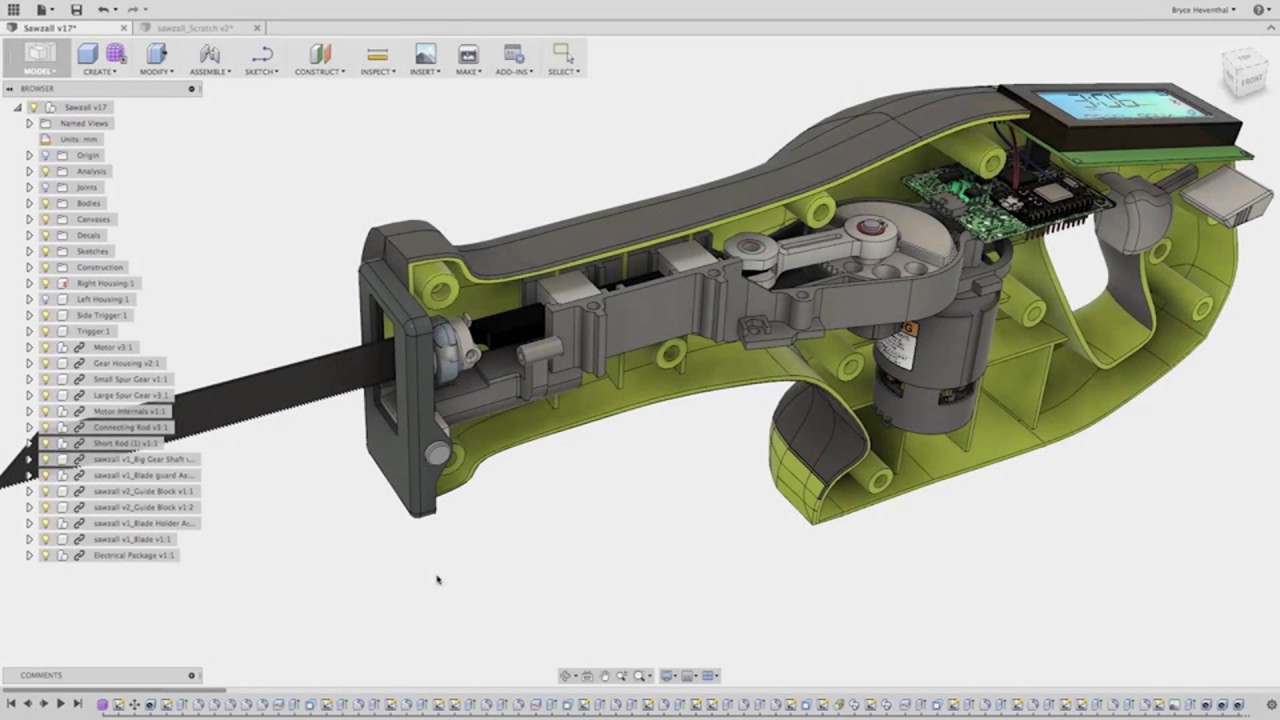 Bryce Heventhal
Sawzall v17*
sawzall_Scratch v2*
MODEL
CREATE
MODIFY
ASSEMBLE
SKETCH
CONSTRUCT
INSPECT
INSERT
MAKE
ADD-INS
SELECT
TOP
FRONT
BROWSER
Sawzall v17
Named Views
Units: mm
Origin
Analysis
Joints
Bodies
Canvases
Decals
Sketches
Construction
Right Housing:1
Left Housing:1
Side Trigger:1
Trigger:1
Motor v3:1
Gear Housing v2:1
Small Spur Gear v1:1
Large Spur Gear v3:1
Motor Internals v1:1
Connecting Rod v3:1
Short Rod (1) v1:1
sawzall v1_Big Gear Shaft v...
sawzall v1_Blade guard As...
sawzall v2_Guide Block v1:1
sawzall v2_Guide Block v1:2
sawzall v1_Blade Holder A...
sawzall v1_Blade v1:1
Electrical Package v1:1
3:06
COMMENTS